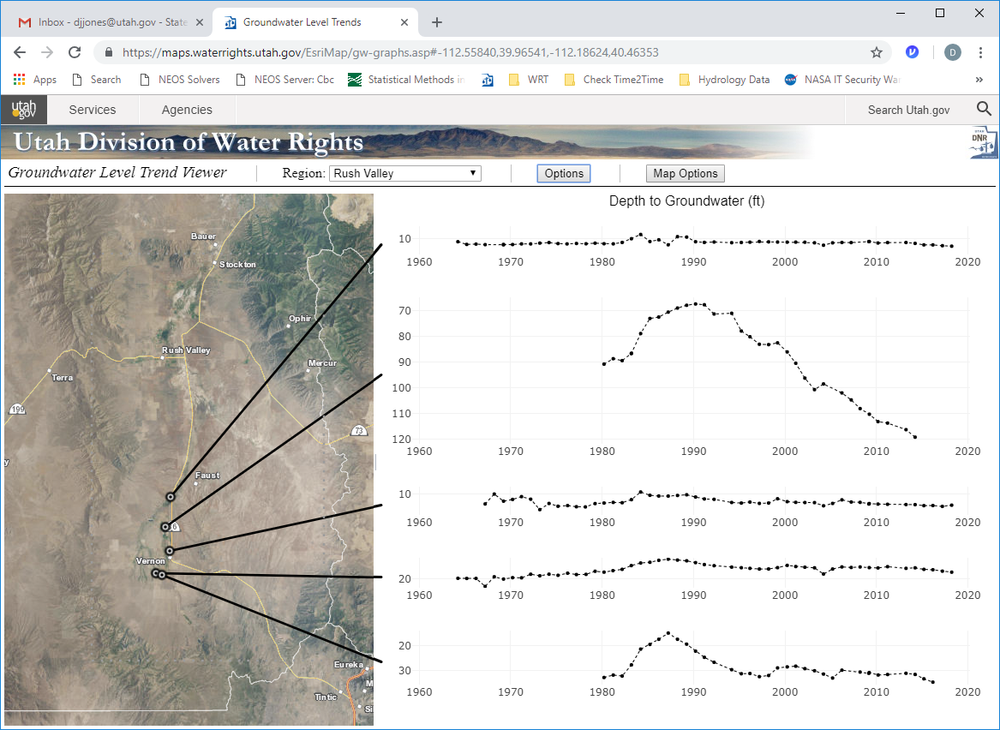 Inbox - djjones@utah.gov - State
Groundwater Level Trends
https://maps.waterrights.utah.gov/EsriMap/gw-graphs.asp#-112.55840,39.96541,-112.18624,40.46353
D
Apps Search NEOS Solvers NEOS Server: Cbc Statistical Methods in WRT Check Time2Time Hydrology Data NASA IT Security War »
utah gov Services Agencies Search Utah.gov
Utah Division of Water Rights
UTAH DNR
Groundwater Level Trend Viewer Region: Rush Valley Options Map Options
Depth to Groundwater (ft)
Bauer
Stockton
Ophir
Rush Valley
Mercur
Terra
199
73
y
Faust
6
Vernon
Eureka
M
Tintic
Si
10
1960 1970 1980 1990 2000 2010 2020
70
80
90
100
110
120
1960 1970 1980 1990 2000 2010 2020
10
1960 1970 1980 1990 2000 2010 2020
20
1960 1970 1980 1990 2000 2010 2020
20
30
1960 1970 1980 1990 2000 2010 2020